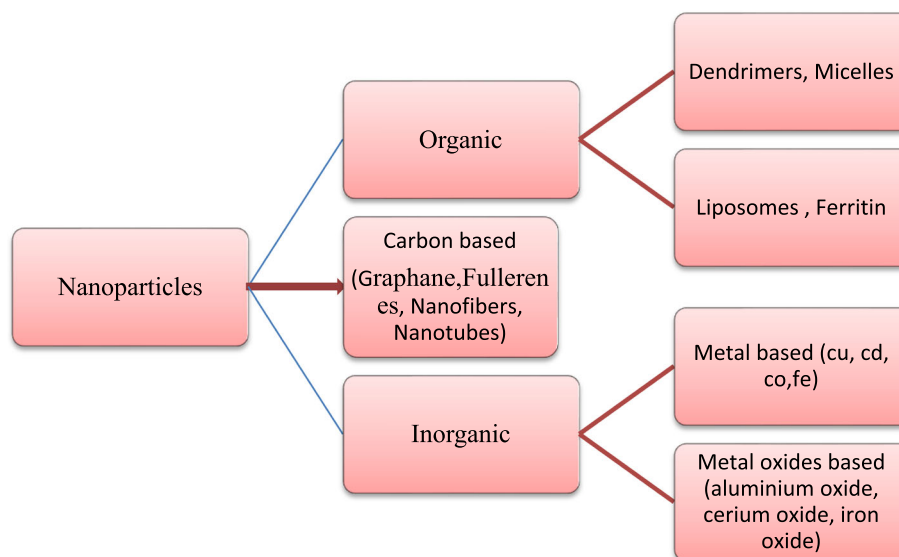 Nanoparticles
Organic
Dendrimers, Micelles
Liposomes , Ferritin
Carbon based
(Graphane,Fulleren
es, Nanofibers,
Nanotubes)
Inorganic
Metal based (cu, cd,
co,fe)
Metal oxides based
(aluminium oxide,
cerium oxide, iron
oxide)